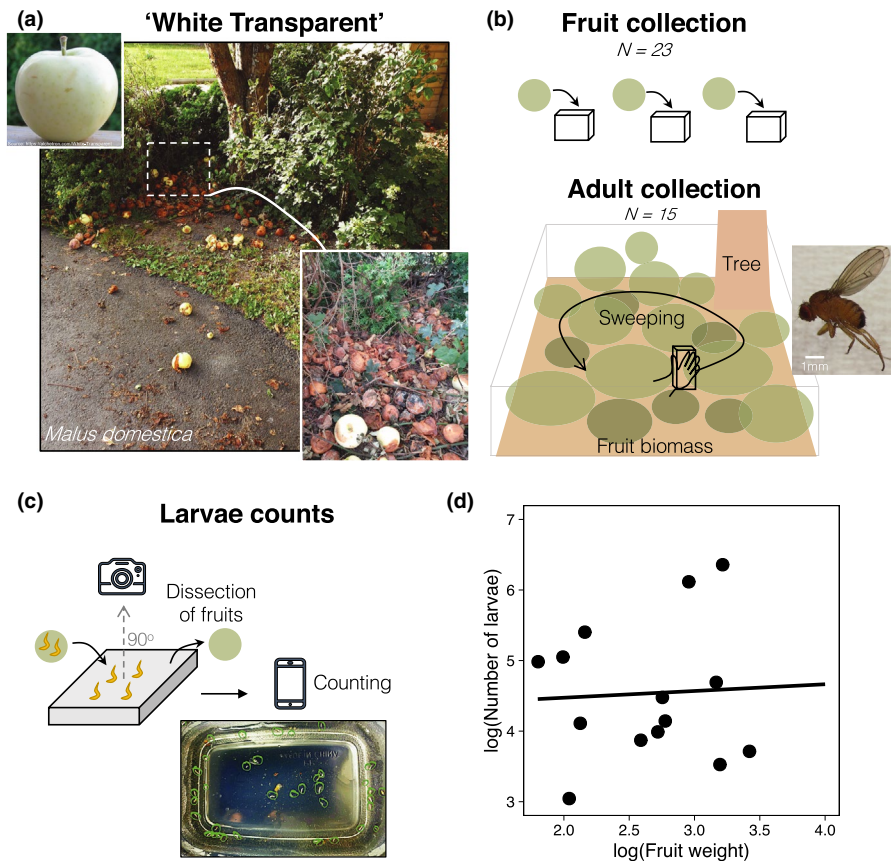 (a)
‘White Transparent’
Malus domestica
(b)
Fruit collection
N = 23
Adult collection
N = 15
Tree
Sweeping
Fruit biomass
1mm
(c)
Larvae counts
Dissection
of fruits
90º
Counting
(d)
log(Number of larvae)
7
6
5
4
3
2.0 2.5 3.0 3.5 4.0
log(Fruit weight)